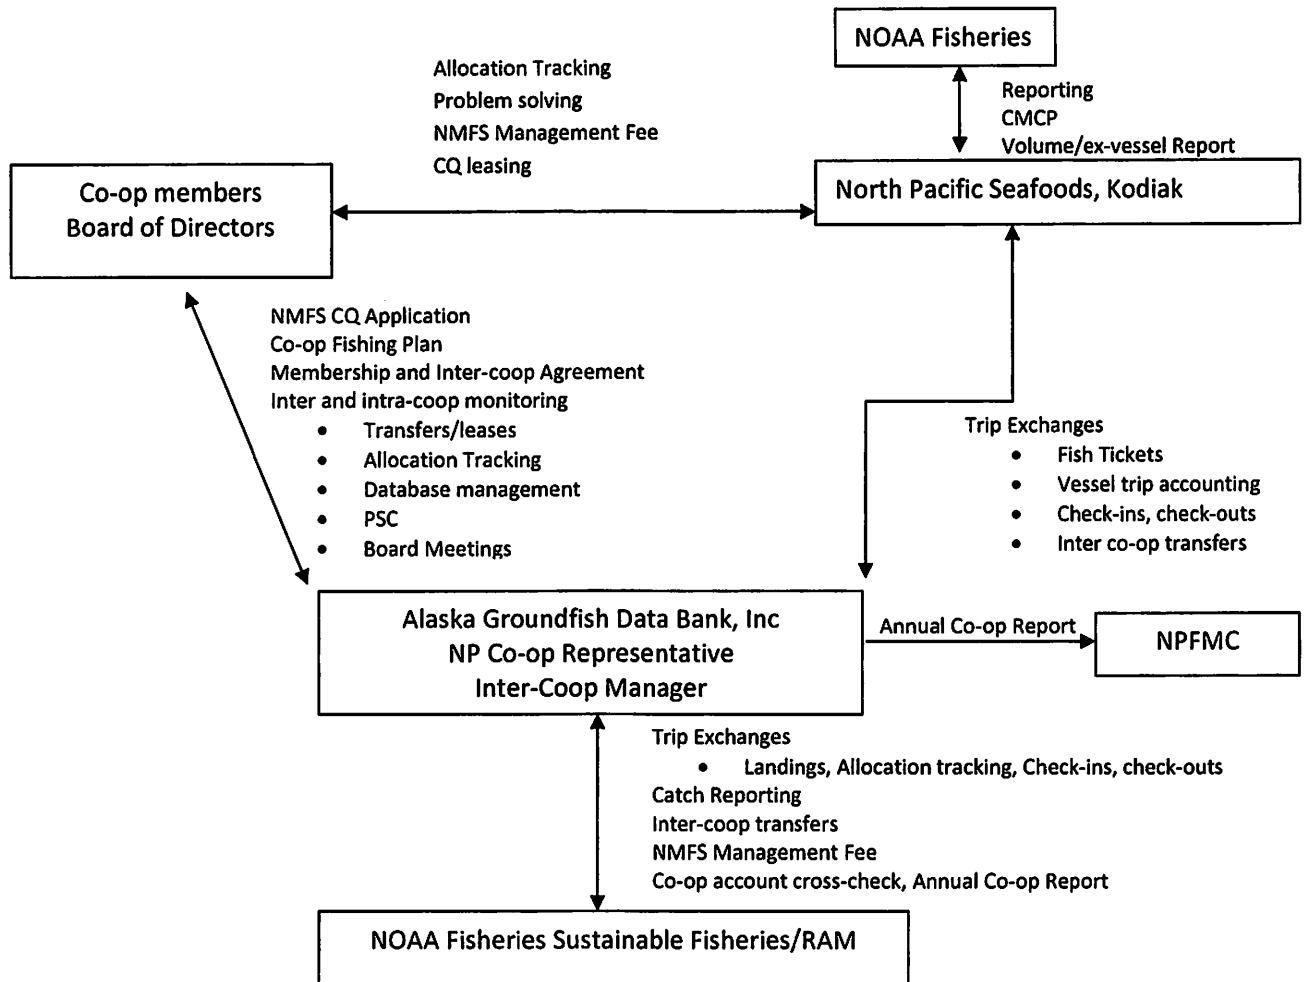 NOAA Fisheries
Allocation Tracking
Problem solving
NMFS Management Fee
CQ leasing
Reporting
CMCP
Volume/ex-vessel Report
Co-op members
Board of Directors
North Pacific Seafoods, Kodiak
NMFS CQ Application
Co-op Fishing Plan
Membership and Inter-coop Agreement
Inter and intra-coop monitoring
• Transfers/leases
• Allocation Tracking
• Database management
• PSC
• Board Meetings
Trip Exchanges
• Fish Tickets
• Vessel trip accounting
• Check-ins, check-outs
• Inter co-op transfers
Alaska Groundfish Data Bank, Inc
NP Co-op Representative
Inter-Coop Manager
Annual Co-op Report
NPFMC
Trip Exchanges
• Landings, Allocation tracking, Check-ins, check-outs
Catch Reporting
Inter-coop transfers
NMFS Management Fee
Co-op account cross-check, Annual Co-op Report
NOAA Fisheries Sustainable Fisheries/RAM